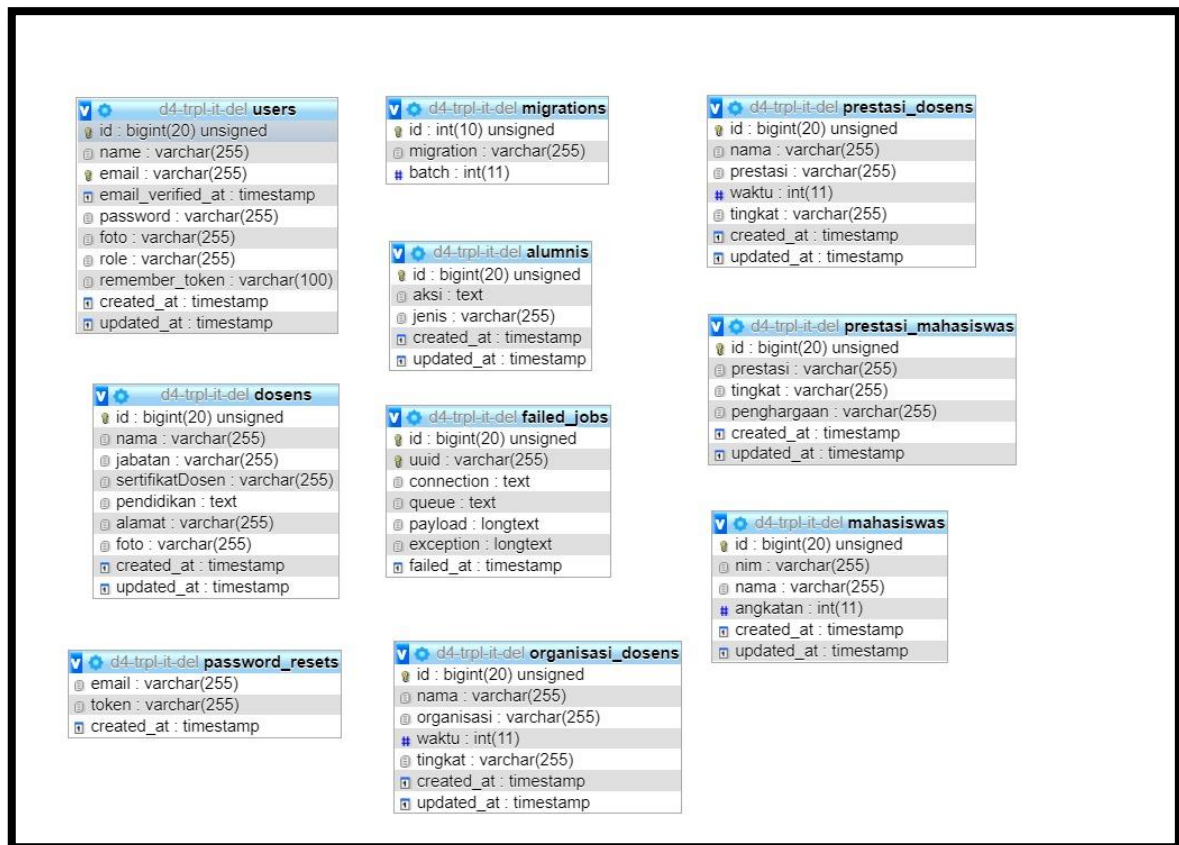 d4-trpl-it-del users
id : bigint(20) unsigned
name : varchar(255)
email : varchar(255)
email_verified_at : timestamp
password : varchar(255)
foto : varchar(255)
role : varchar(255)
remember_token : varchar(100)
created_at : timestamp
updated_at : timestamp
d4-trpl-it-del dosens
id : bigint(20) unsigned
nama : varchar(255)
jabatan : varchar(255)
sertifikatDosen : varchar(255)
pendidikan : text
alamat : varchar(255)
foto : varchar(255)
created_at : timestamp
updated_at : timestamp
d4-trpl-it-del password_resets
email : varchar(255)
token : varchar(255)
created_at : timestamp
d4-trpl-it-del migrations
id : int(10) unsigned
migration : varchar(255)
batch : int(11)
d4-trpl-it-del alumnis
id : bigint(20) unsigned
aksi : text
jenis : varchar(255)
created_at : timestamp
updated_at : timestamp
d4-trpl-it-del failed_jobs
id : bigint(20) unsigned
uuid : varchar(255)
connection : text
queue : text
payload : longtext
exception : longtext
failed_at : timestamp
d4-trpl-it-del organisasi_dosens
id : bigint(20) unsigned
nama : varchar(255)
organisasi : varchar(255)
waktu : int(11)
tingkat : varchar(255)
created_at : timestamp
updated_at : timestamp
d4-trpl-it-del prestasi_dosens
id : bigint(20) unsigned
nama : varchar(255)
prestasi : varchar(255)
waktu : int(11)
tingkat : varchar(255)
created_at : timestamp
updated_at : timestamp
d4-trpl-it-del prestasi_mahasiswas
id : bigint(20) unsigned
prestasi : varchar(255)
tingkat : varchar(255)
penghargaan : varchar(255)
created_at : timestamp
updated_at : timestamp
d4-trpl-it-del mahasiswas
id : bigint(20) unsigned
nim : varchar(255)
nama : varchar(255)
angkatan : int(11)
created_at : timestamp
updated_at : timestamp